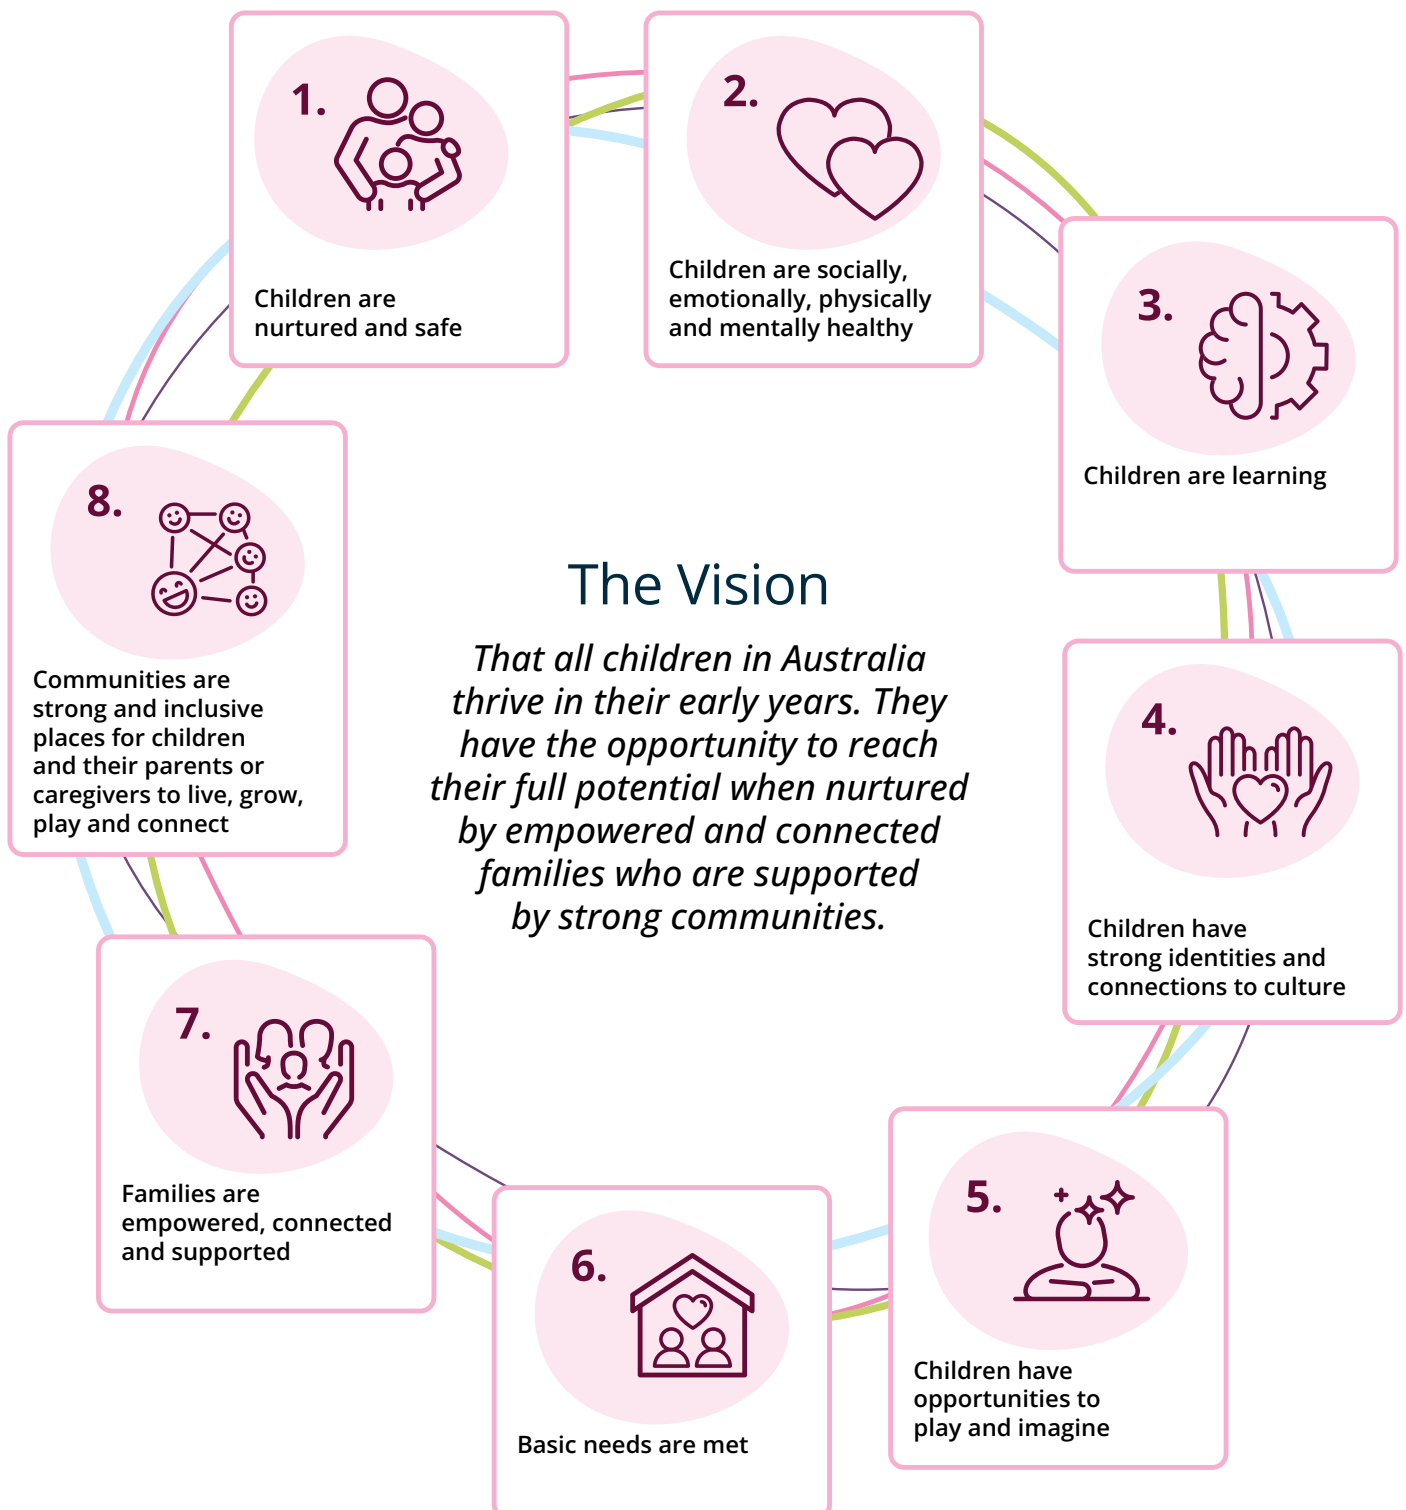 1.
Children are
nurtured and safe
2.
Children are socially,
emotionally, physically
and mentally healthy
3.
Children are learning
4.
Children have
strong identities and
connections to culture
5.
Children have
opportunities to
play and imagine
6.
Basic needs are met
7.
Families are
empowered, connected
and supported
8.
Communities are
strong and inclusive
places for children
and their parents or
caregivers to live, grow,
play and connect
The Vision
That all children in Australia
thrive in their early years. They
have the opportunity to reach
their full potential when nurtured
by empowered and connected
families who are supported
by strong communities.